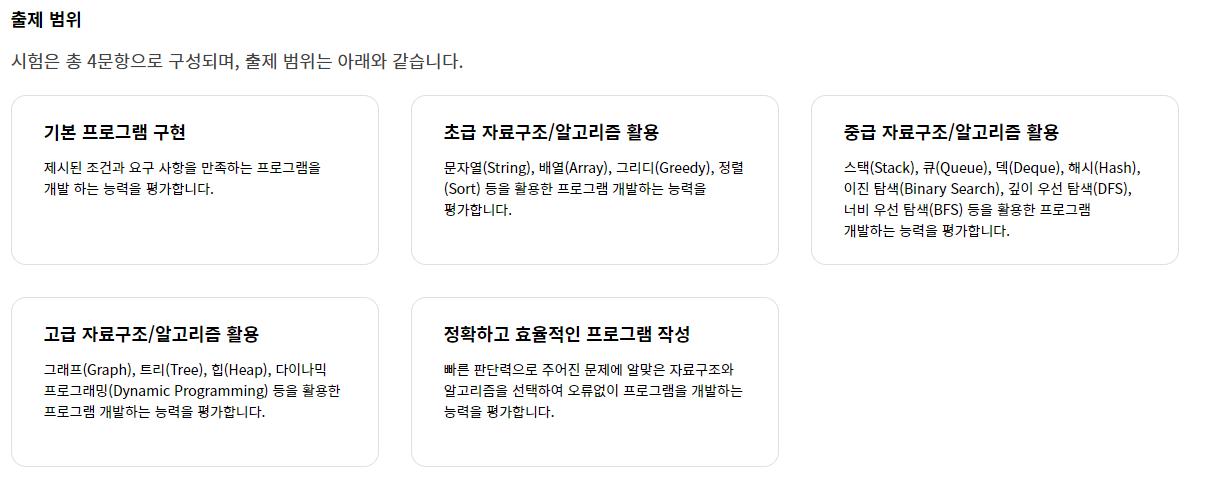 출제 범위
시험은 총 4문항으로 구성되며, 출제 범위는 아래와 같습니다.
기본 프로그램 구현
제시된 조건과 요구 사항을 만족하는 프로그램을
개발 하는 능력을 평가합니다.
초급 자료구조/알고리즘 활용
문자열(String), 배열(Array), 그리디(Greedy), 정렬
(Sort) 등을 활용한 프로그램 개발하는 능력을
평가합니다.
중급 자료구조/알고리즘 활용
스택(Stack), 큐(Queue), 덱(Deque), 해시(Hash),
이진 탐색(Binary Search), 깊이 우선 탐색(DFS),
너비 우선 탐색(BFS) 등을 활용한 프로그램
개발하는 능력을 평가합니다.
고급 자료구조/알고리즘 활용
그래프(Graph), 트리(Tree), 힙(Heap), 다이나믹
프로그래밍(Dynamic Programming) 등을 활용한
프로그램 개발하는 능력을 평가합니다.
정확하고 효율적인 프로그램 작성
빠른 판단력으로 주어진 문제에 알맞은 자료구조와
알고리즘을 선택하여 오류없이 프로그램을 개발하는
능력을 평가합니다.